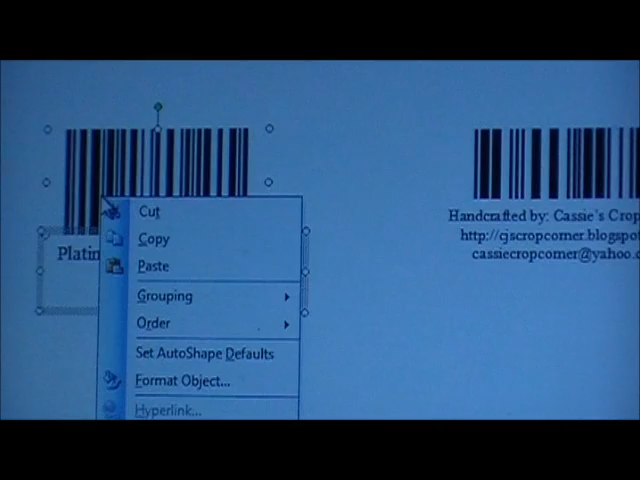 Handcrafted by: Cassie's Crop
http://cjscropcorner.blogspot
cassiecropcorner@yahoo.c
Platin
Cut
Copy
Paste
Grouping
Order
Set AutoShape Defaults
Format Object...
Hyperlink...